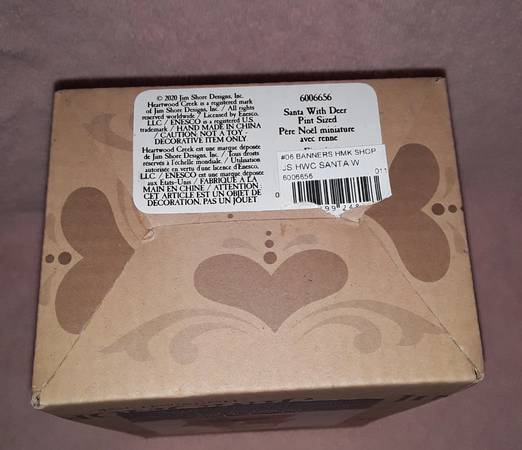 © 2020 Jim Shore Designs, Inc.
Heartwood Creek is a registered mark
of Jim Shore Designs, Inc. / All rights
reserved worldwide / Licensed by Enesco,
LLC / ENESCO is a registered U.S.
trademark / HAND MADE IN CHINA
/ CAUTION: NOT A TOY -
DECORATIVE ITEM ONLY
Heartwood Creek est une marque déposée
de Jim Shore Designs, Inc. / Tous droits
réservés à l'échelle mondiale. / Utilisation
autorisée en vertu d'une licence d'Enesco,
LLC / ENESCO est une marque déposée
aux États-Unis / FABRIQUÉ À LA
MAIN EN CHINE / ATTENTION :
CET ARTICLE EST UN OBJET DE
DÉCORATION. PAS UN JOUET
6006656
Santa With Deer
Pint Sized
Père Noël miniature
avec renne
#06 BANNERS HMK SHOP
JS HWC SANTA W
6006656
011
0